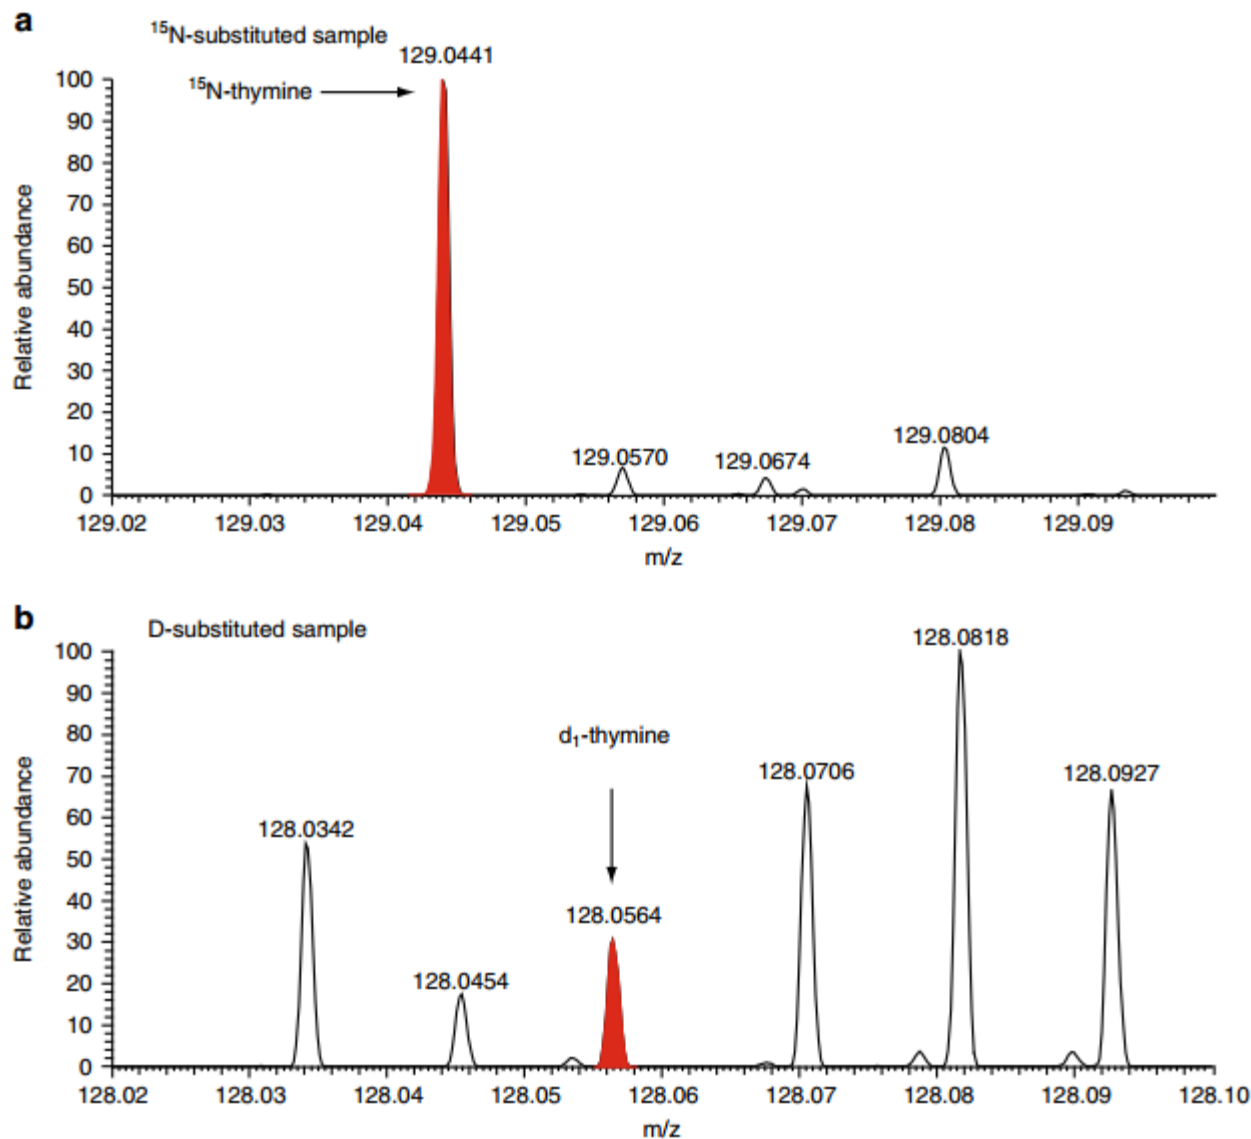 a
¹⁵N-substituted sample
129.0441
¹⁵N-thymine
100
90
80
70
60
50
40
30
20
10
0
Relative abundance
129.0570
129.0674
129.0804
129.02 129.03 129.04 129.05 129.06 129.07 129.08 129.09
m/z
b
D-substituted sample
128.0818
100
90
80
70
60
50
40
30
20
10
0
Relative abundance
d₁-thymine
128.0706
128.0927
128.0342
128.0564
128.0454
128.02 128.03 128.04 128.05 128.06 128.07 128.08 128.09 128.10
m/z